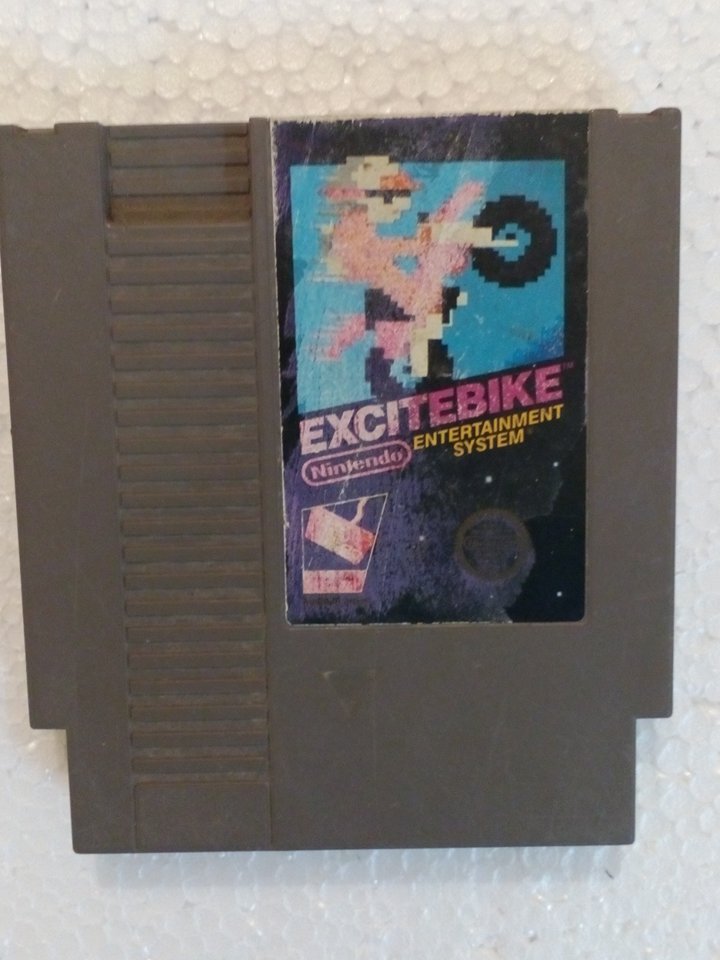 EXCITEBIKE™
ENTERTAINMENT
SYSTEM
Nintendo